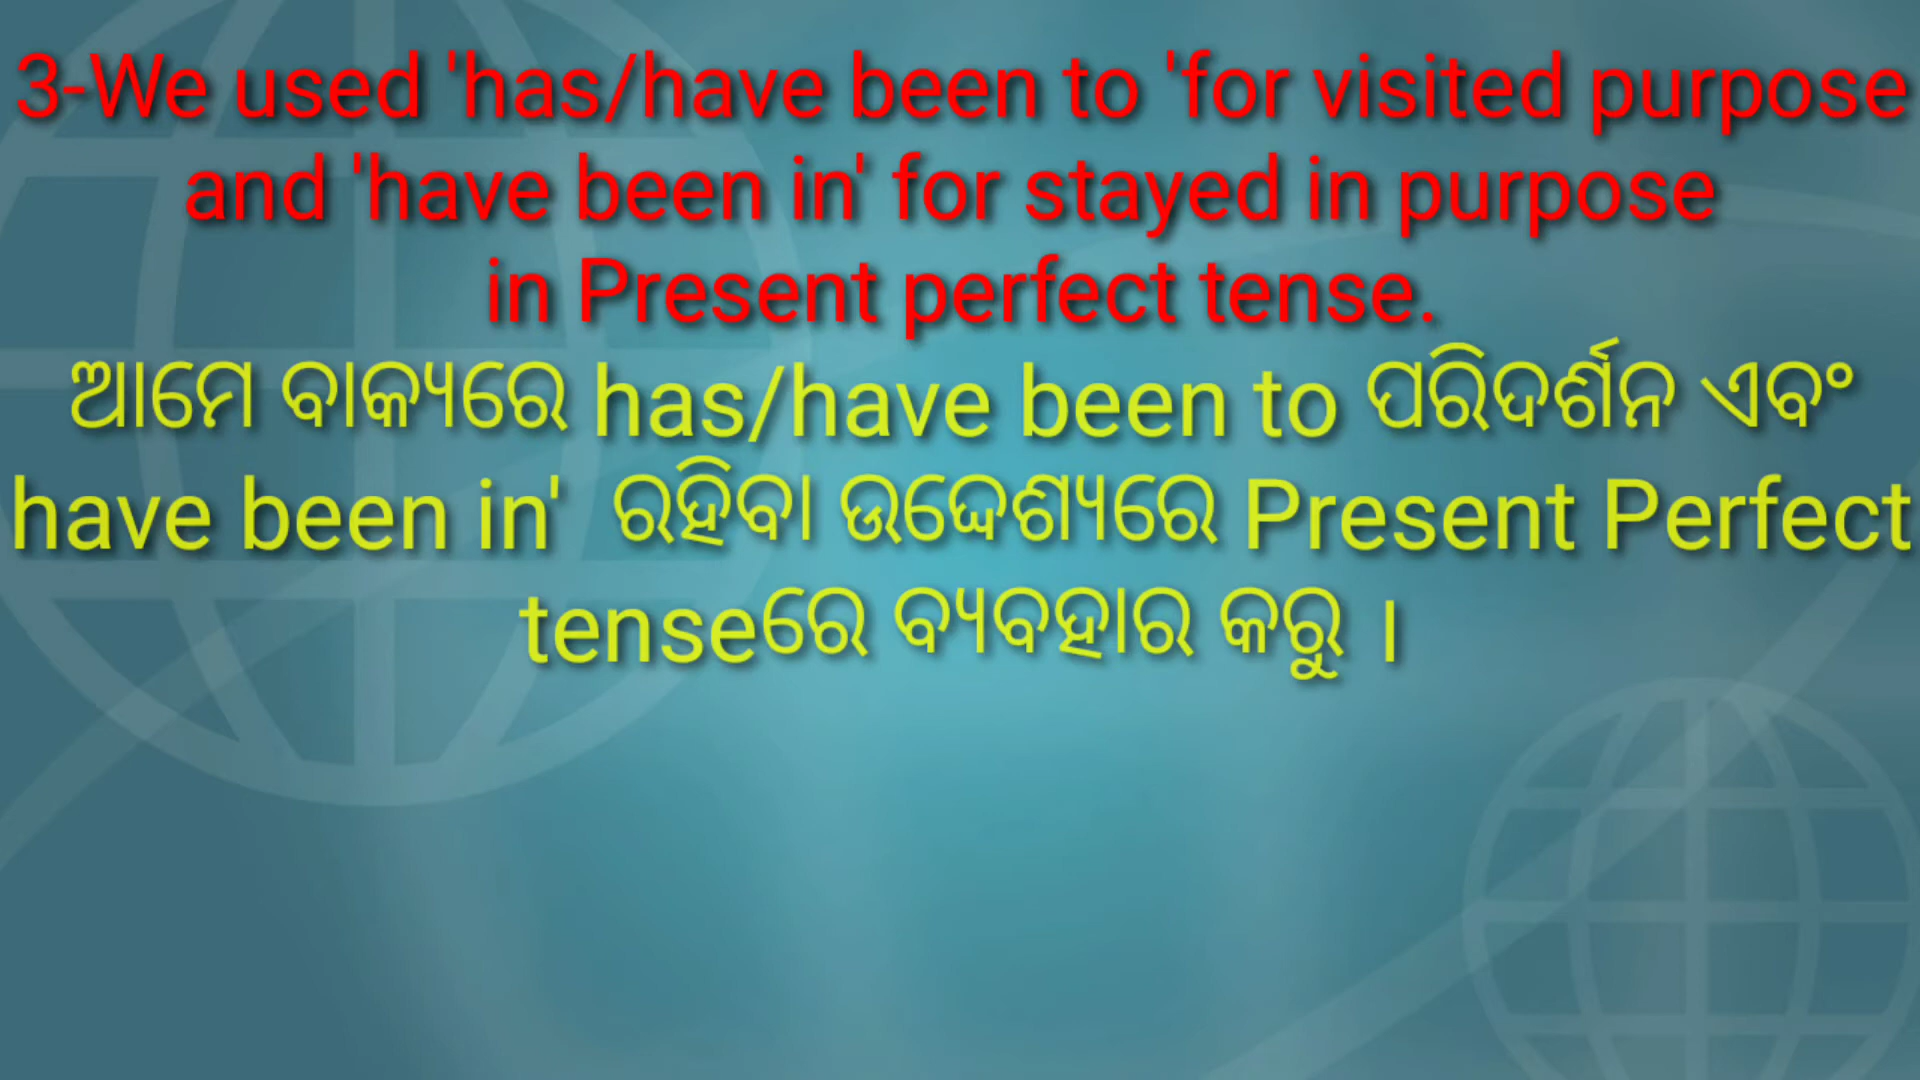 3-We used 'has/have been to 'for visited purpose
and 'have been in' for stayed in purpose
in Present perfect tense.
ଆମେ ବାକ୍ୟରେ has/have been to ପରିଦର୍ଶନ ଏବଂ
have been in' ରହିବା ଉଦ୍ଦେଶ୍ୟରେ Present Perfect
tenseରେ ବ୍ୟବହାର କରୁ ।